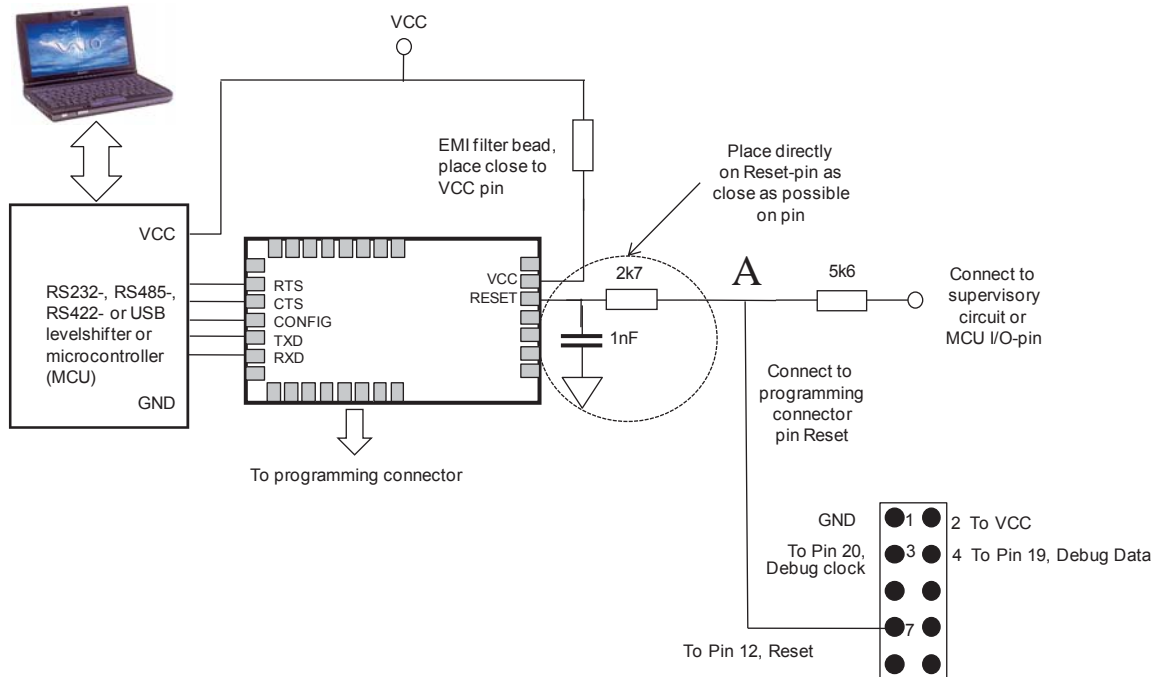 VAIO
VCC
EMI filter bead,
place close to
VCC pin
Place directly
on Reset-pin as
close as possible
on pin
VCC
RS232-, RS485-,
RS422- or USB
levelshifter or
microcontroller
(MCU)
GND
RTS
CTS
CONFIG
TXD
RXD
VCC
RESET
2k7
1nF
A
5k6
Connect to
supervisory
circuit or
MCU I/O-pin
Connect to
programming
connector
pin Reset
To programming connector
GND
1
2 To VCC
To Pin 20,
Debug clock
3
4 To Pin 19, Debug Data
7
To Pin 12, Reset